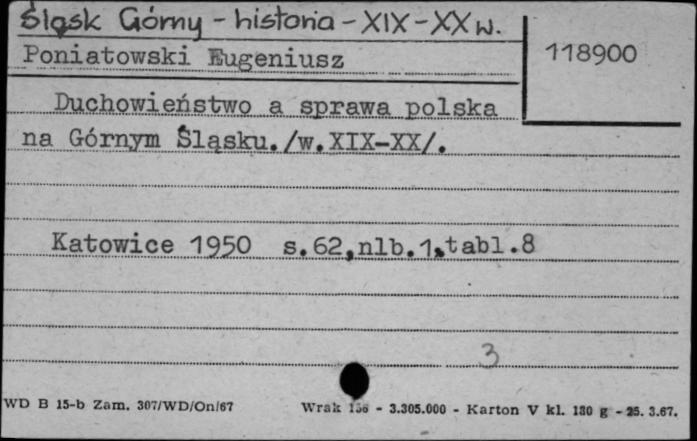 Śląsk Górny - historia - XIX - XX w.
Poniatowski Eugeniusz
118900
Duchowieństwo a sprawa polska
na Górnym Śląsku./w.XIX-XX/.
Katowice 1950 s.62,nlb.1,tabl.8
3
WD B 15-b Zam. 307/WD/On/67 Wrak 156 - 3.305.000 - Karton V kl. 180 g - 25. 3.67.